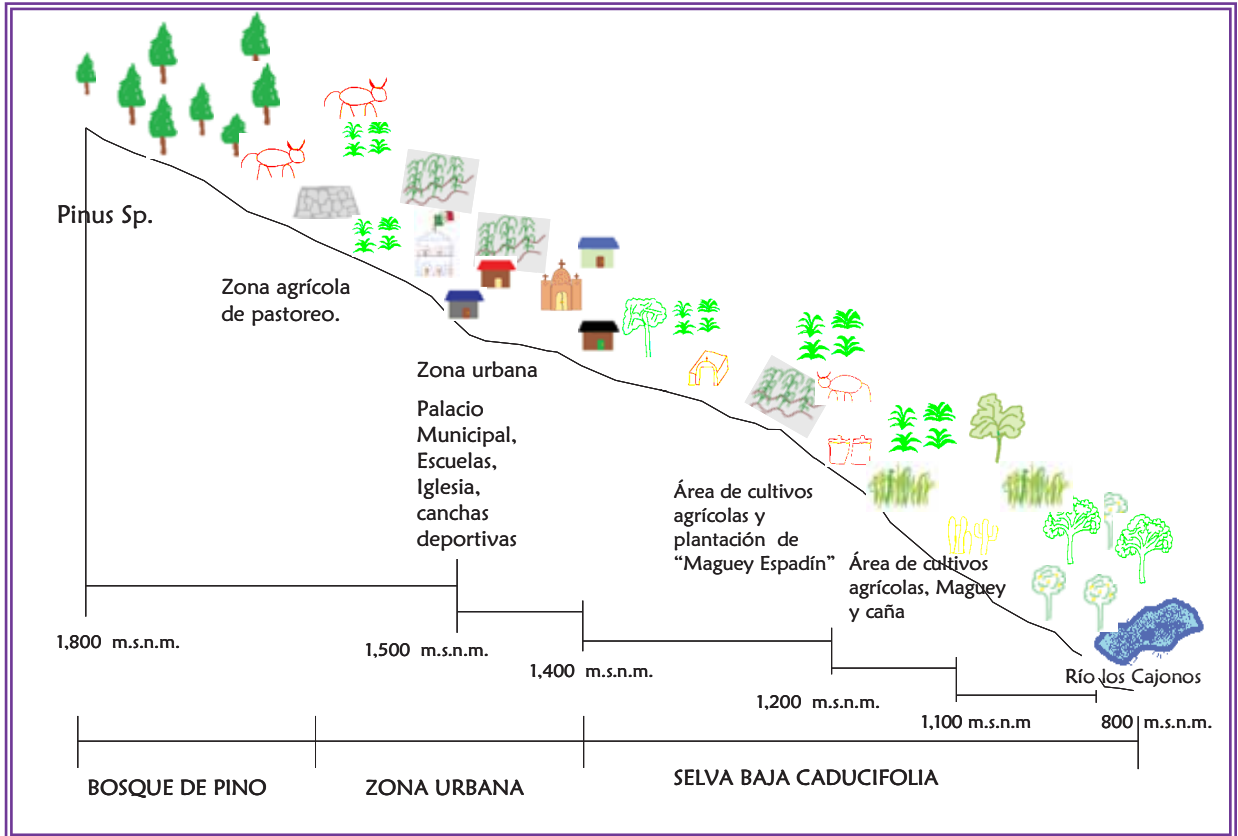 Pinus Sp.
Zona agrícola
de pastoreo.
Zona urbana
Palacio
Municipal,
Escuelas,
Iglesia,
canchas
deportivas
Área de cultivos
agrícolas y
plantación de
“Maguey Espadín”
Área de cultivos
agrícolas, Maguey
y caña
Río los Cajonos
1,800 m.s.n.m.
1,500 m.s.n.m.
1,400 m.s.n.m.
1,200 m.s.n.m.
1,100 m.s.n.m
800 m.s.n.m.
BOSQUE DE PINO
ZONA URBANA
SELVA BAJA CADUCIFOLIA